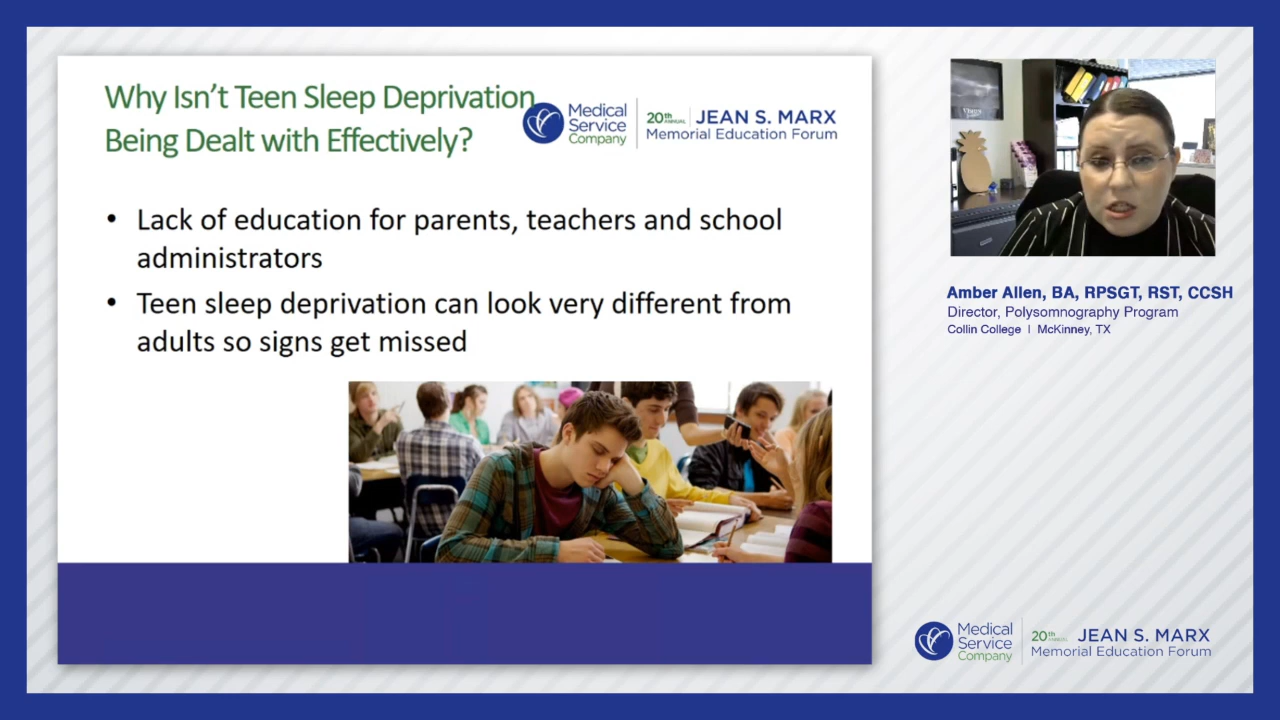 Why Isn't Teen Sleep Deprivation
Being Dealt with Effectively?
Medical
Service
Company
20th ANNUAL
JEAN S. MARX
Memorial Education Forum
• Lack of education for parents, teachers and school
administrators
• Teen sleep deprivation can look very different from
adults so signs get missed
Amber Allen, BA, RPSGT, RST, CCSH
Director, Polysomnography Program
Collin College | McKinney, TX
Medical
Service
Company
20th ANNUAL
JEAN S. MARX
Memorial Education Forum